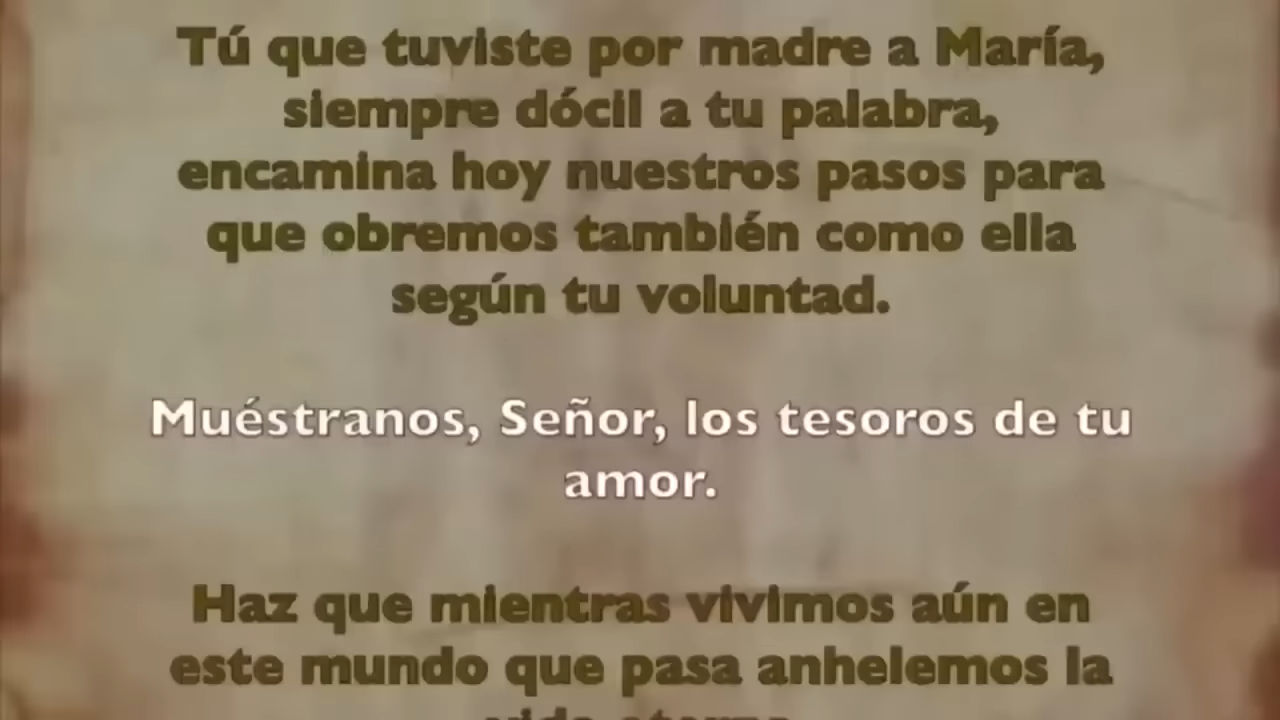 Tú que tuviste por madre a María,
siempre dócil a tu palabra,
encamina hoy nuestros pasos para
que obremos también como ella
según tu voluntad.
Muéstranos, Señor, los tesoros de tu
amor.
Haz que mientras vivimos aún en
este mundo que pasa anhelemos la